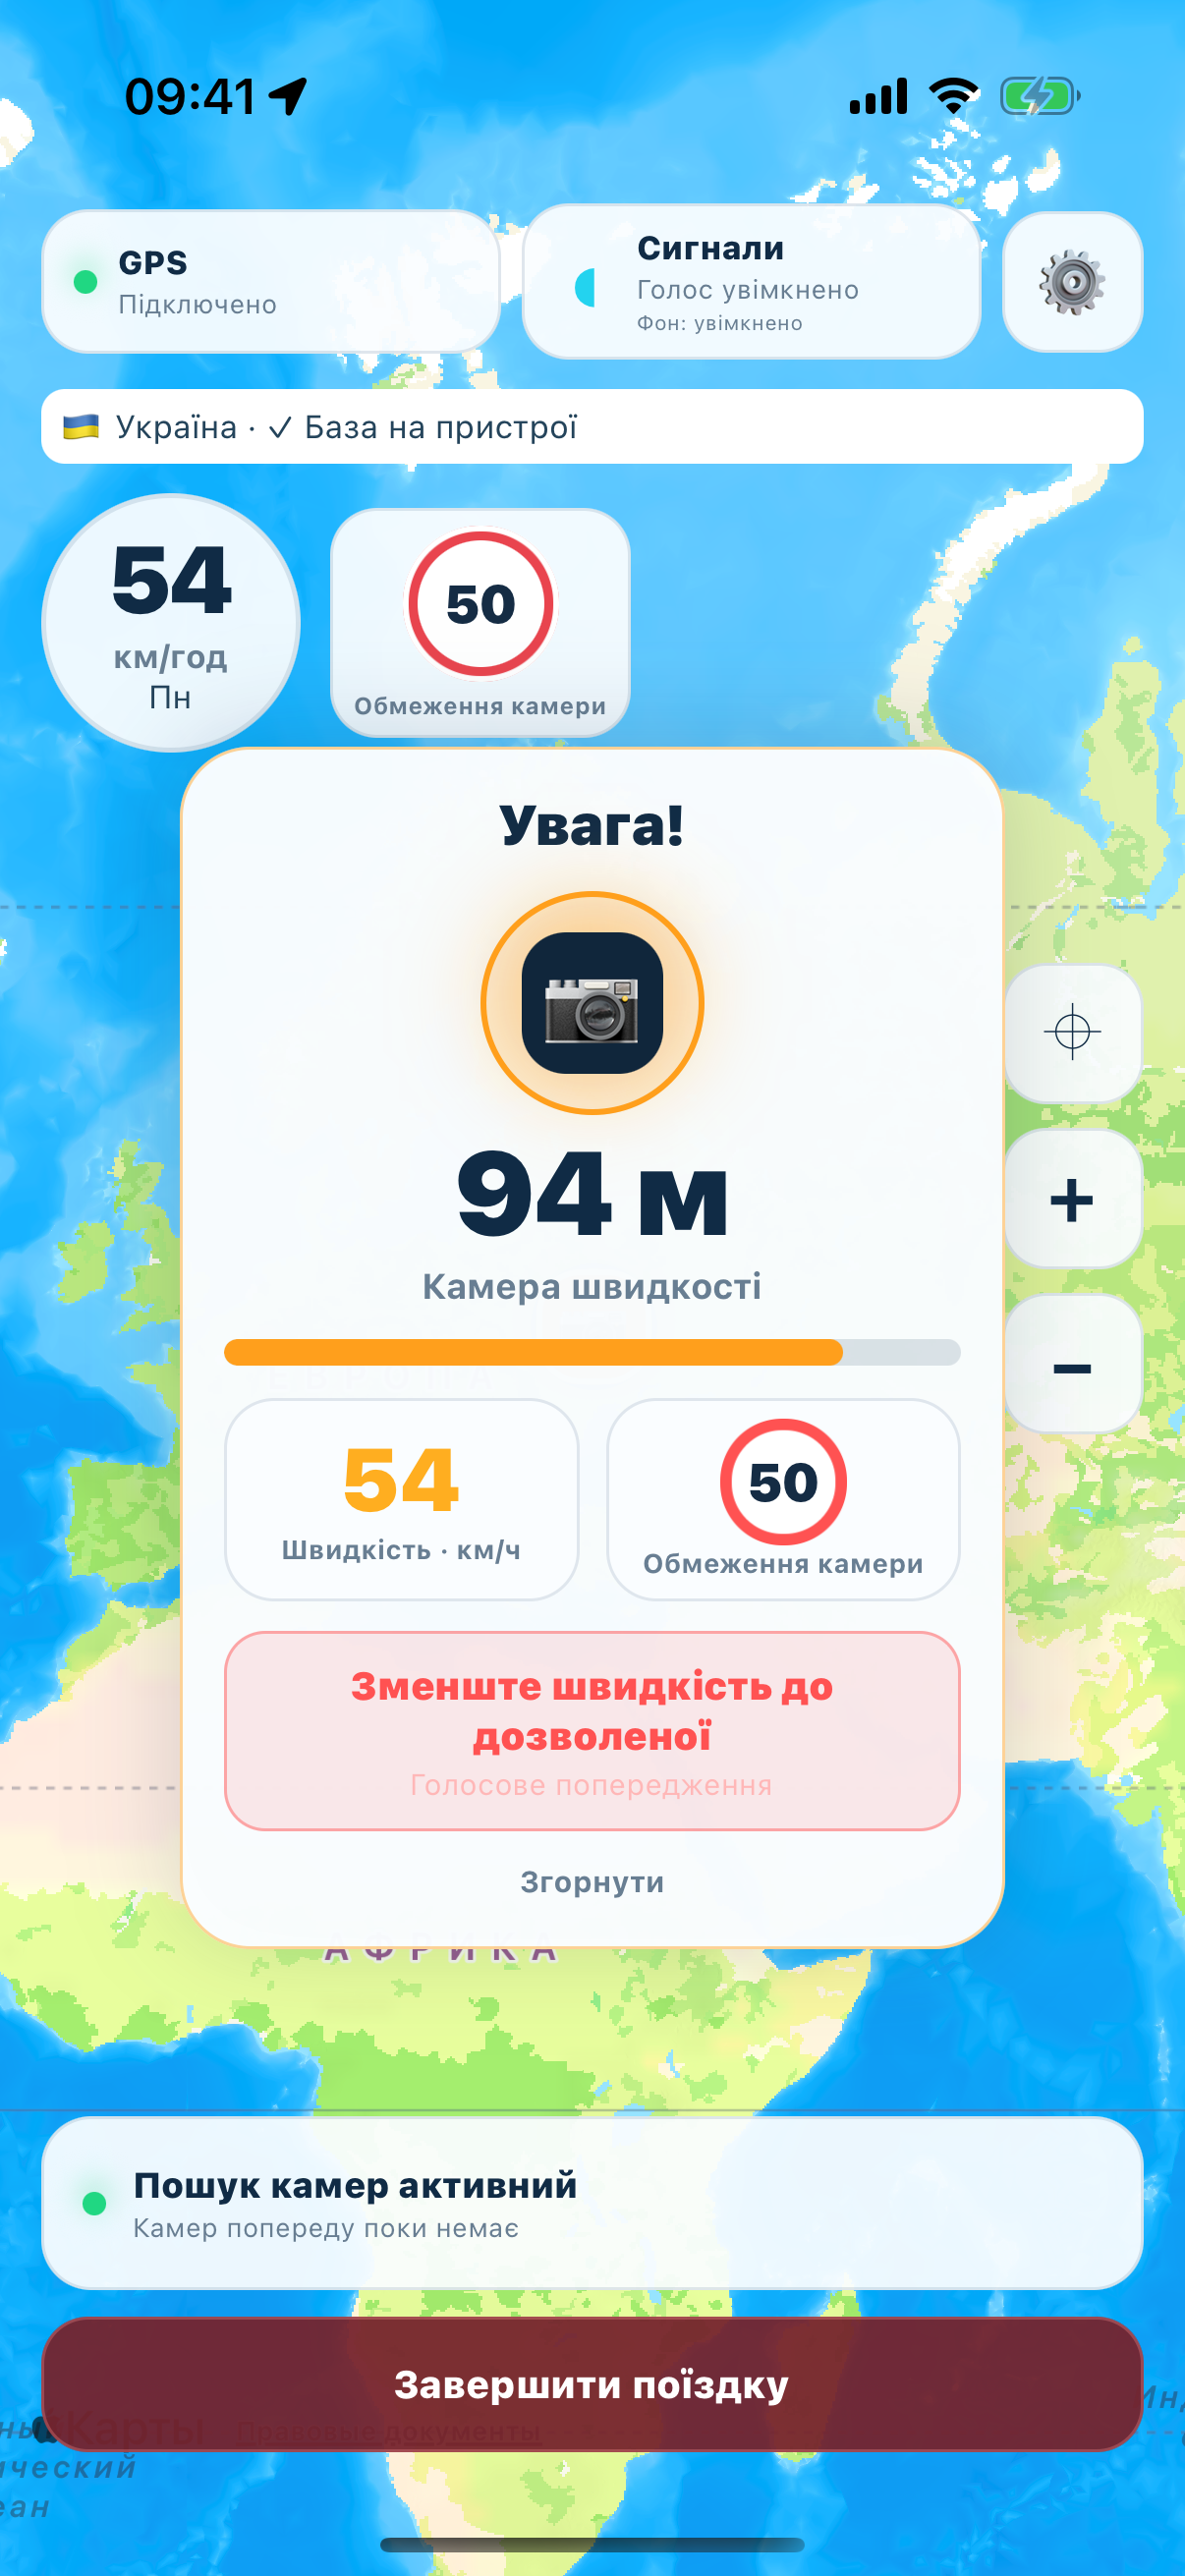 09:41
GPS
Підключено
Сигнали
Голос увімкнено
Фон: увімкнено
Україна · ✓ База на пристрої
54
км/год
Пн
50
Обмеження камери
Увага!
94 м
Камера швидкості
54
Швидкість · км/ч
50
Обмеження камери
Зменште швидкість до
дозволеної
Голосове попередження
Згорнути
АФРИКА
Пошук камер активний
Камер попереду поки немає
Завершити поїздку
Карты
Правовые документы